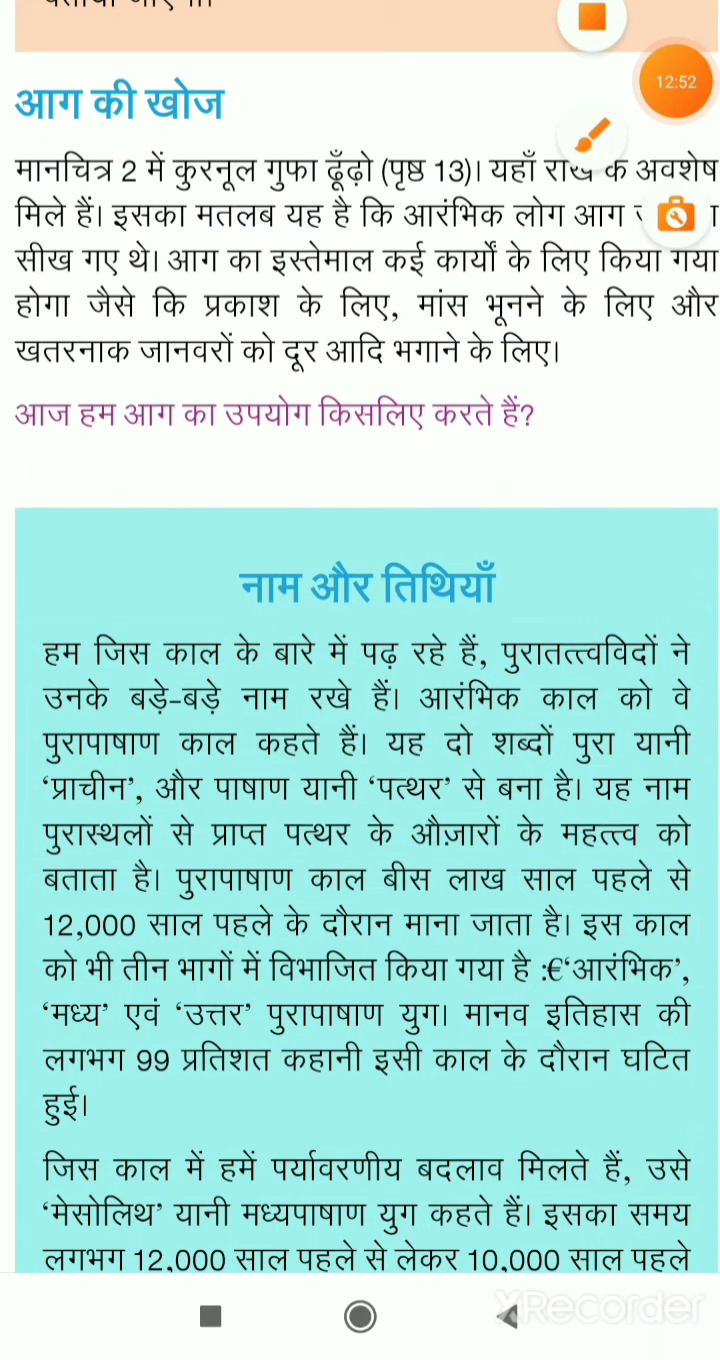 आग की खोज
12:52
मानचित्र 2 में कुरनूल गुफा ढूँढ़ो (पृष्ठ 13)। यहाँ राख के अवशेष
मिले हैं। इसका मतलब यह है कि आरंभिक लोग आग
सीख गए थे। आग का इस्तेमाल कई कार्यों के लिए किया गया
होगा जैसे कि प्रकाश के लिए, मांस भूनने के लिए और
खतरनाक जानवरों को दूर आदि भगाने के लिए।
आज हम आग का उपयोग किसलिए करते हैं?
नाम और तिथियाँ
हम जिस काल के बारे में पढ़ रहे हैं, पुरातत्त्वविदों ने
उनके बड़े-बड़े नाम रखे हैं। आरंभिक काल को वे
पुरापाषाण काल कहते हैं। यह दो शब्दों पुरा यानी
‘प्राचीन’, और पाषाण यानी ‘पत्थर’ से बना है। यह नाम
पुरास्थलों से प्राप्त पत्थर के औज़ारों के महत्त्व को
बताता है। पुरापाषाण काल बीस लाख साल पहले से
12,000 साल पहले के दौरान माना जाता है। इस काल
को भी तीन भागों में विभाजित किया गया है :€‘आरंभिक’,
‘मध्य’ एवं ‘उत्तर’ पुरापाषाण युग। मानव इतिहास की
लगभग 99 प्रतिशत कहानी इसी काल के दौरान घटित
हुई।
जिस काल में हमें पर्यावरणीय बदलाव मिलते हैं, उसे
‘मेसोलिथ’ यानी मध्यपाषाण युग कहते हैं। इसका समय
लगभग 12,000 साल पहले से लेकर 10,000 साल पहले
XRecorder